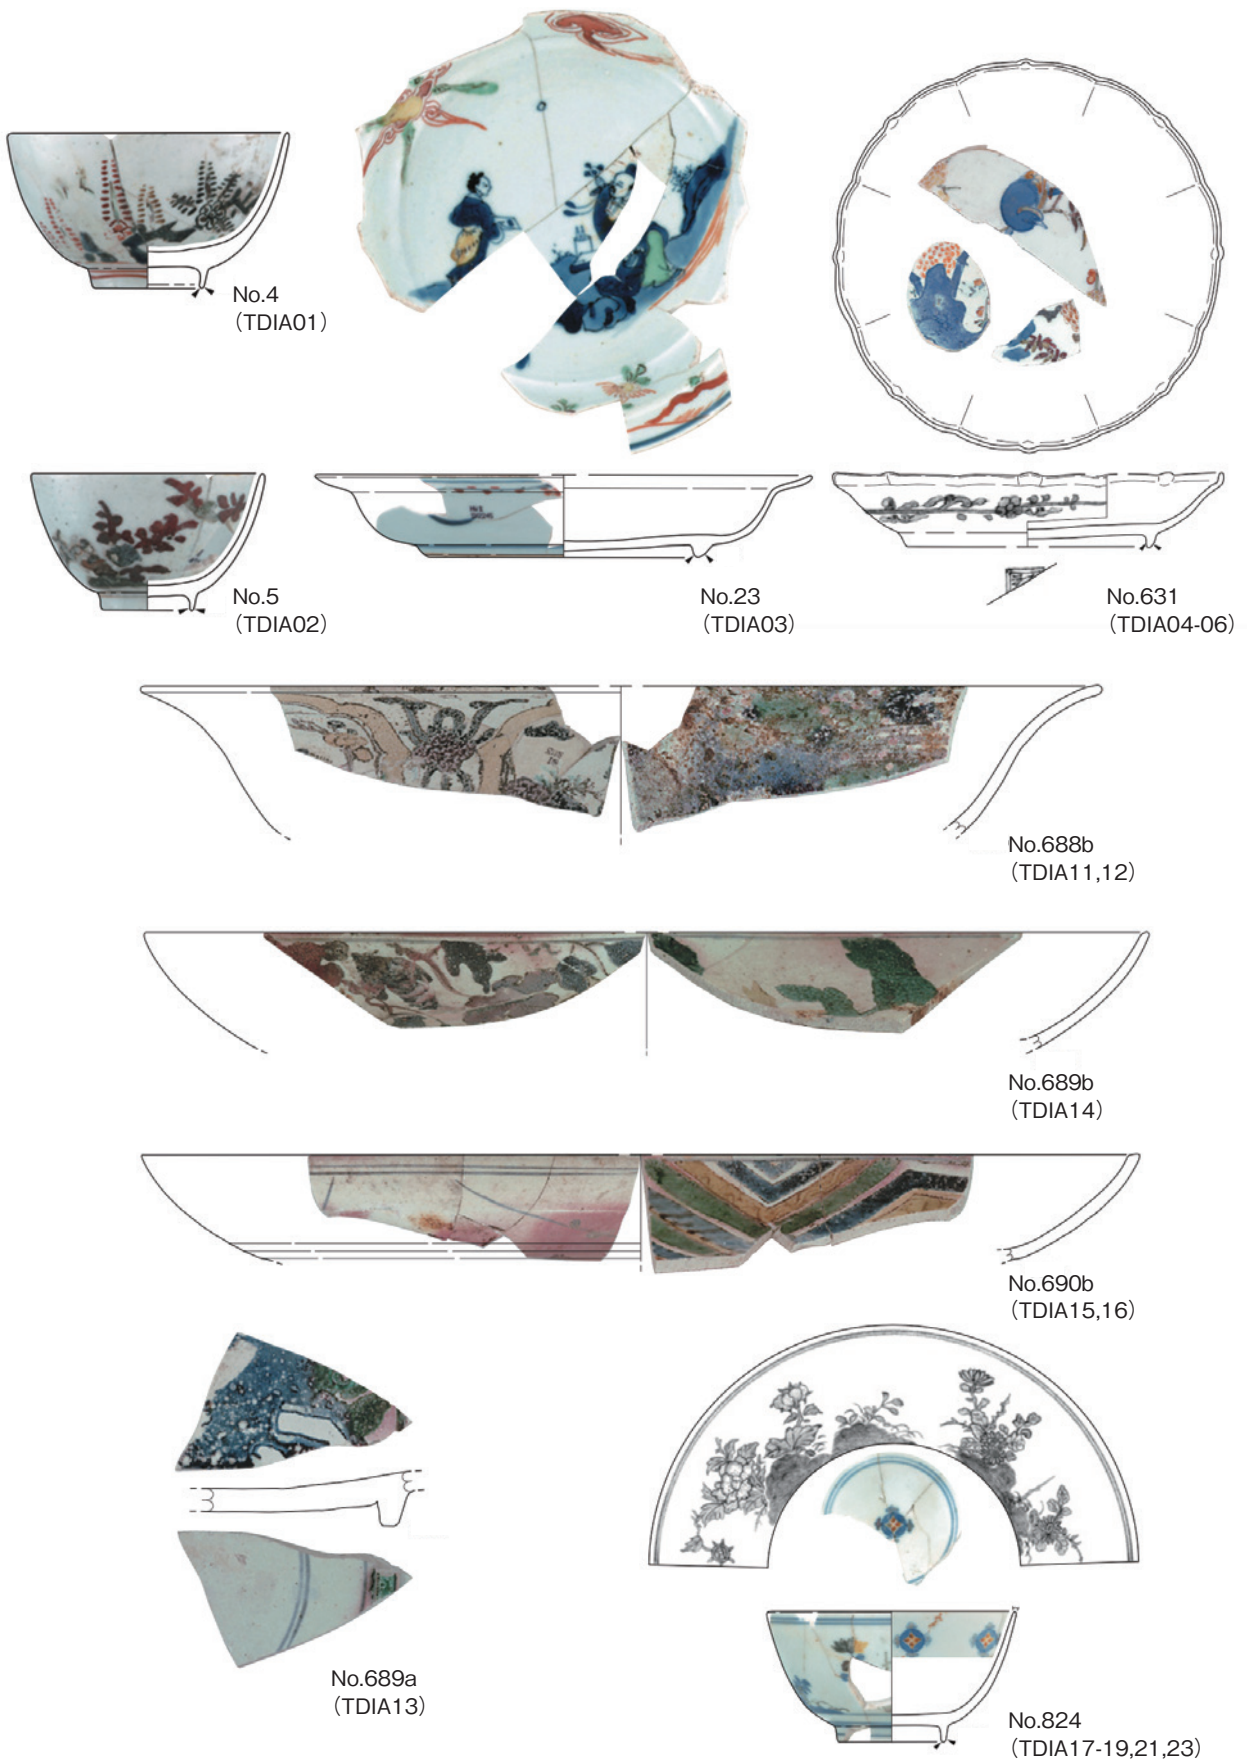 No.4
(TDIA01)
No.5
(TDIA02)
No.23
(TDIA03)
No.631
(TDIA04-06)
No.688b
(TDIA11,12)
No.689b
(TDIA14)
No.690b
(TDIA15,16)
No.689a
(TDIA13)
No.824
(TDIA17-19,21,23)